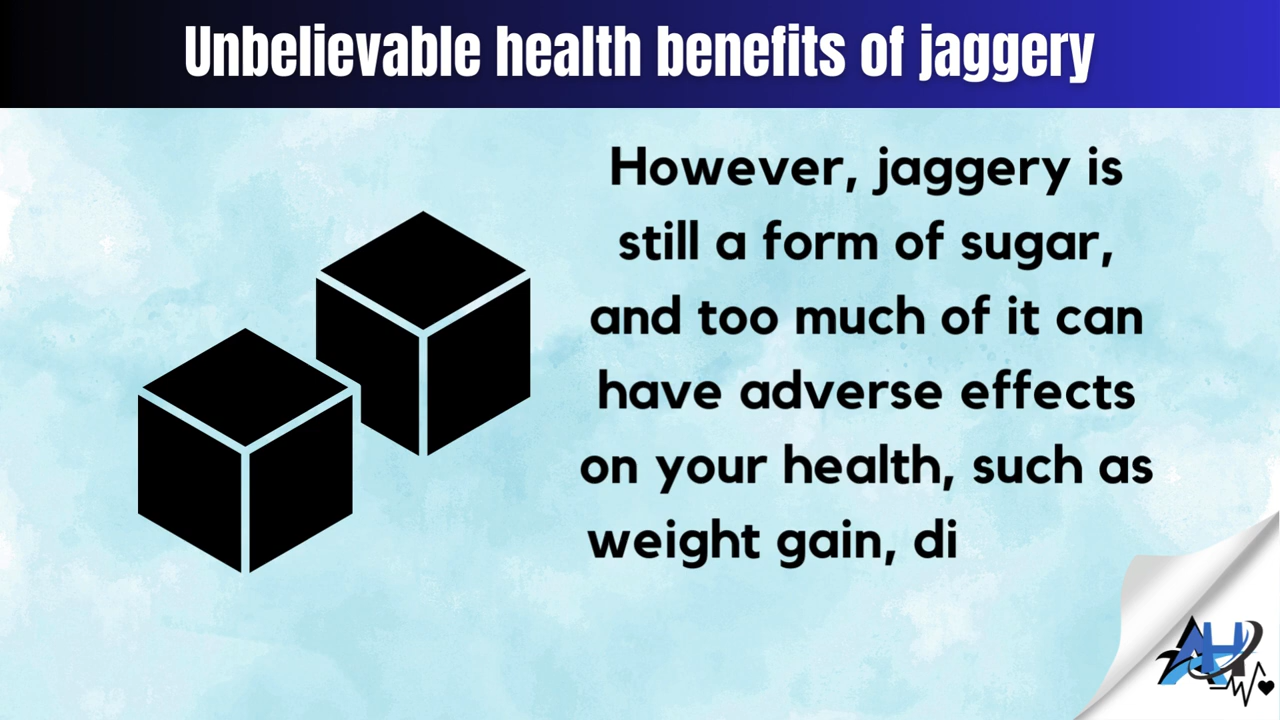 Unbelievable health benefits of jaggery
However, jaggery is
still a form of sugar,
and too much of it can
have adverse effects
on your health, such as
weight gain, di
AH